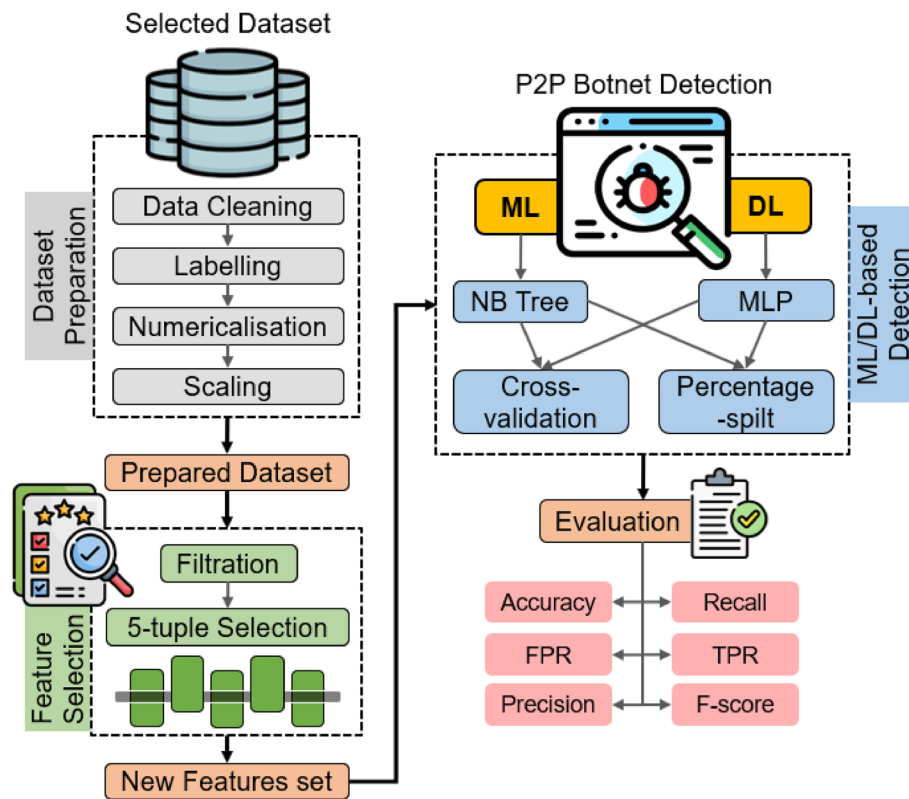 Selected Dataset
Dataset
Preparation
Data Cleaning
Labelling
Numericalisation
Scaling
Prepared Dataset
Feature
Selection
Filtration
5-tuple Selection
New Features set
P2P Botnet Detection
ML
DL
NB Tree
MLP
Cross-
validation
Percentage
-spilt
ML/DL-based
Detection
Evaluation
Accuracy
Recall
FPR
TPR
Precision
F-score